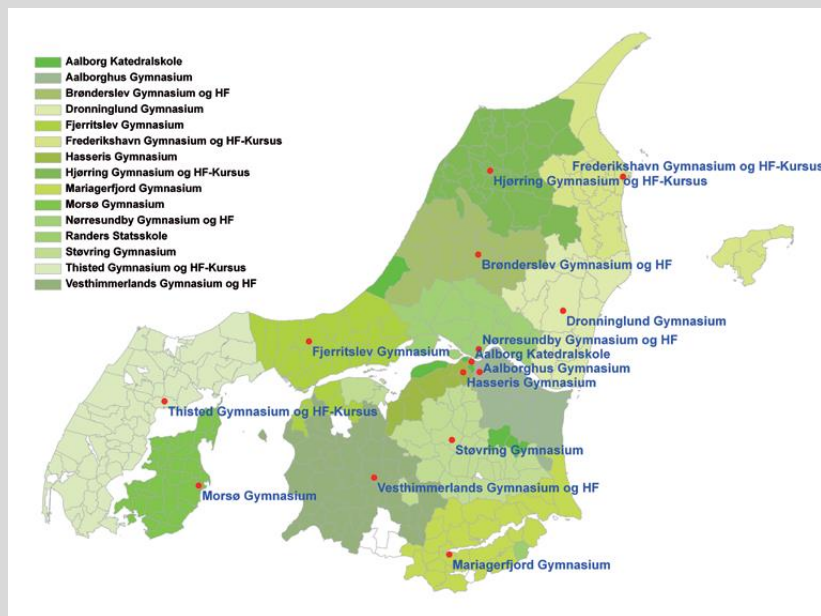 Aalborg Katedralskole
Aalborghus Gymnasium
Brønderslev Gymnasium og HF
Dronninglund Gymnasium
Fjerritslev Gymnasium
Frederikshavn Gymnasium og HF-Kursus
Hasseris Gymnasium
Hjørring Gymnasium og HF-Kursus
Mariagerfjord Gymnasium
Morsø Gymnasium
Nørresundby Gymnasium og HF
Randers Statsskole
Støvring Gymnasium
Thisted Gymnasium og HF-Kursus
Vesthimmerlands Gymnasium og HF
Frederikshavn Gymnasium og HF-Kursus
Hjørring Gymnasium og HF-Kursus
Brønderslev Gymnasium og HF
Dronninglund Gymnasium
Nørresundby Gymnasium og HF
Fjerritslev Gymnasium
Aalborg Katedralskole
Aalborghus Gymnasium
Hasseris Gymnasium
Thisted Gymnasium og HF-Kursus
Støvring Gymnasium
Vesthimmerlands Gymnasium og HF
Morsø Gymnasium
Mariagerfjord Gymnasium